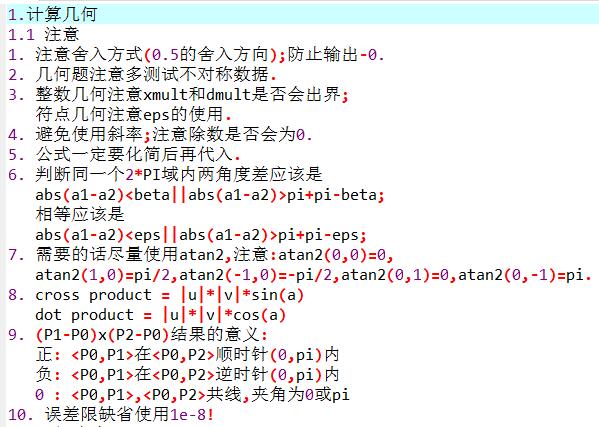 1.计算几何
1.1 注意
1. 注意舍入方式(0.5的舍入方向);防止输出-0.
2. 几何题注意多测试不对称数据.
3. 整数几何注意xmult和dmult是否会出界;
符点几何注意eps的使用.
4. 避免使用斜率;注意除数是否会为0.
5. 公式一定要化简后再代入.
6. 判断同一个2*PI域内两角度差应该是
abs(a1-a2)<beta||abs(a1-a2)>pi+pi-beta;
相等应该是
abs(a1-a2)<eps||abs(a1-a2)>pi+pi-eps;
7. 需要的话尽量使用atan2,注意:atan2(0,0)=0,
atan2(1,0)=pi/2,atan2(-1,0)=-pi/2,atan2(0,1)=0,atan2(0,-1)=pi.
8. cross product = |u|*|v|*sin(a)
dot product = |u|*|v|*cos(a)
9. (P1-P0)x(P2-P0)结果的意义:
正: <P0,P1>在<P0,P2>顺时针(0,pi)内
负: <P0,P1>在<P0,P2>逆时针(0,pi)内
0 : <P0,P1>,<P0,P2>共线,夹角为0或pi
10. 误差限缺省使用1e-8!